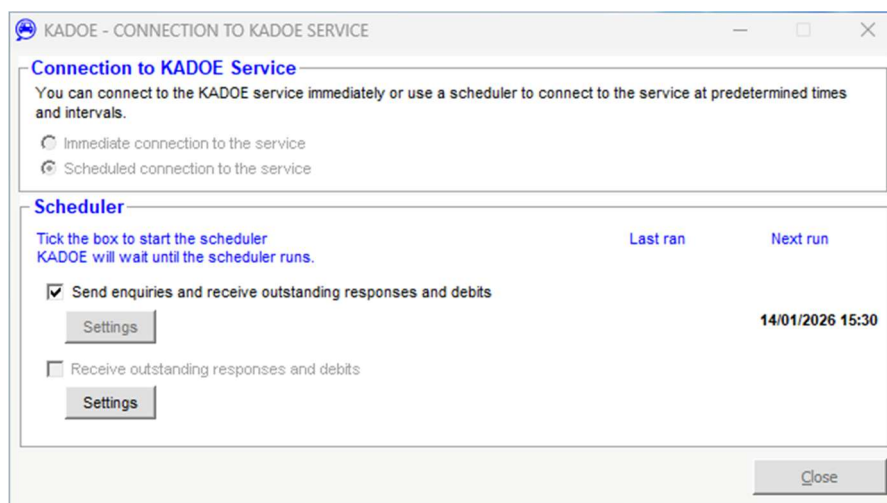 KADOE - CONNECTION TO KADOE SERVICE
Connection to KADOE Service
You can connect to the KADOE service immediately or use a scheduler to connect to the service at predetermined times
and intervals.
Immediate connection to the service
Scheduled connection to the service
Scheduler
Tick the box to start the scheduler Last ran Next run
KADOE will wait until the scheduler runs.
Send enquiries and receive outstanding responses and debits
Settings 14/01/2026 15:30
Receive outstanding responses and debits
Settings
Close